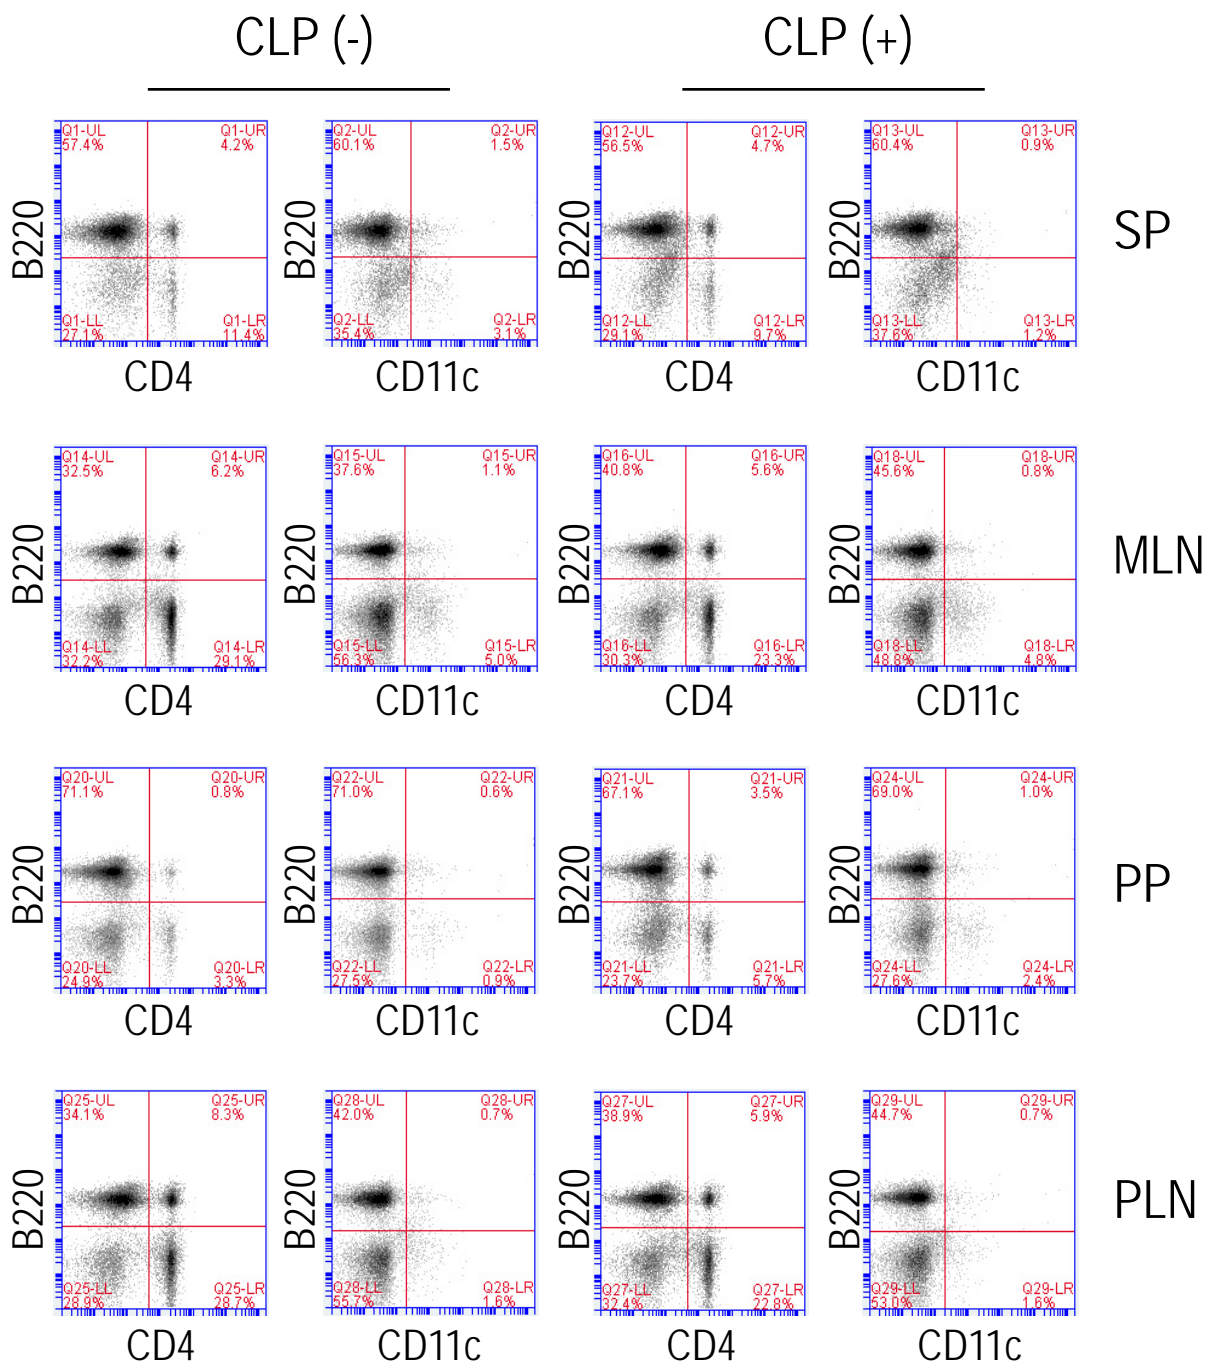 CLP (-) CLP (+)
Q1-UL Q1-UR Q2-UL Q2-UR Q12-UL Q12-UR Q13-UL Q13-UR
57.4% 4.2% 60.1% 1.5% 56.5% 4.7% 60.4% 0.9%
B220 B220 B220 B220 SP
Q1-LL Q1-LR Q2-LL Q2-LR Q12-LL Q12-LR Q13-LL Q13-LR
27.1% 11.4% 35.4% 3.1% 29.1% 9.7% 37.6% 1.2%
CD4 CD11c CD4 CD11c
Q14-UL Q14-UR Q15-UL Q15-UR Q16-UL Q16-UR Q18-UL Q18-UR
32.5% 6.2% 37.6% 1.1% 40.8% 5.6% 45.6% 0.8%
B220 B220 B220 B220 MLN
Q14-LL Q14-LR Q15-LL Q15-LR Q16-LL Q16-LR Q18-LL Q18-LR
32.2% 29.1% 56.3% 5.0% 30.3% 23.3% 48.8% 4.8%
CD4 CD11c CD4 CD11c
Q20-UL Q20-UR Q22-UL Q22-UR Q21-UL Q21-UR Q24-UL Q24-UR
71.1% 0.8% 71.0% 0.6% 67.1% 3.5% 69.0% 1.0%
B220 B220 B220 B220 PP
Q20-LL Q20-LR Q22-LL Q22-LR Q21-LL Q21-LR Q24-LL Q24-LR
24.9% 3.3% 27.5% 0.9% 23.7% 5.7% 27.6% 2.4%
CD4 CD11c CD4 CD11c
Q25-UL Q25-UR Q28-UL Q28-UR Q27-UL Q27-UR Q29-UL Q29-UR
34.1% 8.3% 42.0% 0.7% 38.9% 5.9% 44.7% 0.7%
B220 B220 B220 B220 PLN
Q25-LL Q25-LR Q28-LL Q28-LR Q27-LL Q27-LR Q29-LL Q29-LR
28.9% 28.7% 55.7% 1.6% 32.4% 22.8% 53.0% 1.6%
CD4 CD11c CD4 CD11c